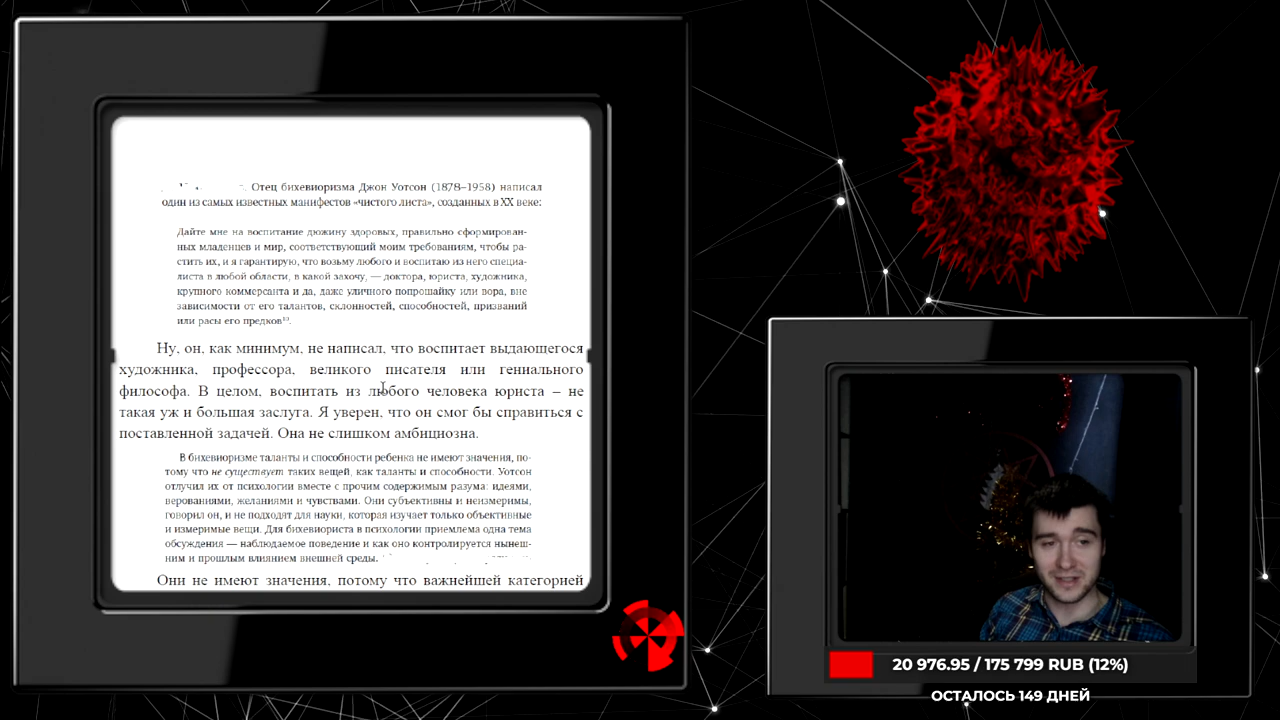 Отец бихевиоризма Джон Уотсон (1878–1958) написал
один из самых известных манифестов «чистого листа», созданных в XX веке:
Дайте мне на воспитание дюжину здоровых, правильно сформирован-
ных младенцев и мир, соответствующий моим требованиям, чтобы ра-
стить их, и я гарантирую, что возьму любого и воспитаю из него специа-
листа в любой области, в какой захочу, — доктора, юриста, художника,
крупного коммерсанта и да, даже уличного попрошайку или вора, вне
зависимости от его талантов, склонностей, способностей, призваний
или расы его предков¹⁹.
Ну, он, как минимум, не написал, что воспитает выдающегося
художника, профессора, великого писателя или гениального
философа. В целом, воспитать из любого человека юриста – не
такая уж и большая заслуга. Я уверен, что он смог бы справиться с
поставленной задачей. Она не слишком амбициозна.
В бихевиоризме таланты и способности ребенка не имеют значения, по-
тому что не существует таких вещей, как таланты и способности. Уотсон
отлучил их от психологии вместе с прочим содержимым разума: идеями,
верованиями, желаниями и чувствами. Они субъективны и неизмеримы,
говорил он, и не подходят для науки, которая изучает только объективные
и измеримые вещи. Для бихевиориста в психологии приемлема одна тема
обсуждения — наблюдаемое поведение и как оно контролируется нынеш-
ним и прошлым влиянием внешней среды.
Они не имеют значения, потому что важнейшей категорией
20 976.95 / 175 799 RUB (12%)
ОСТАЛОСЬ 149 ДНЕЙ